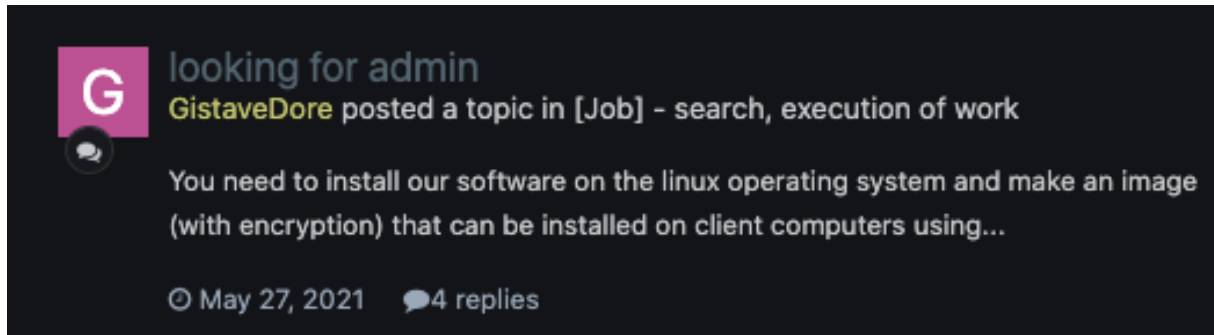 G
looking for admin
GistaveDore posted a topic in [Job] - search, execution of work
You need to install our software on the linux operating system and make an image
(with encryption) that can be installed on client computers using...
May 27, 2021 4 replies